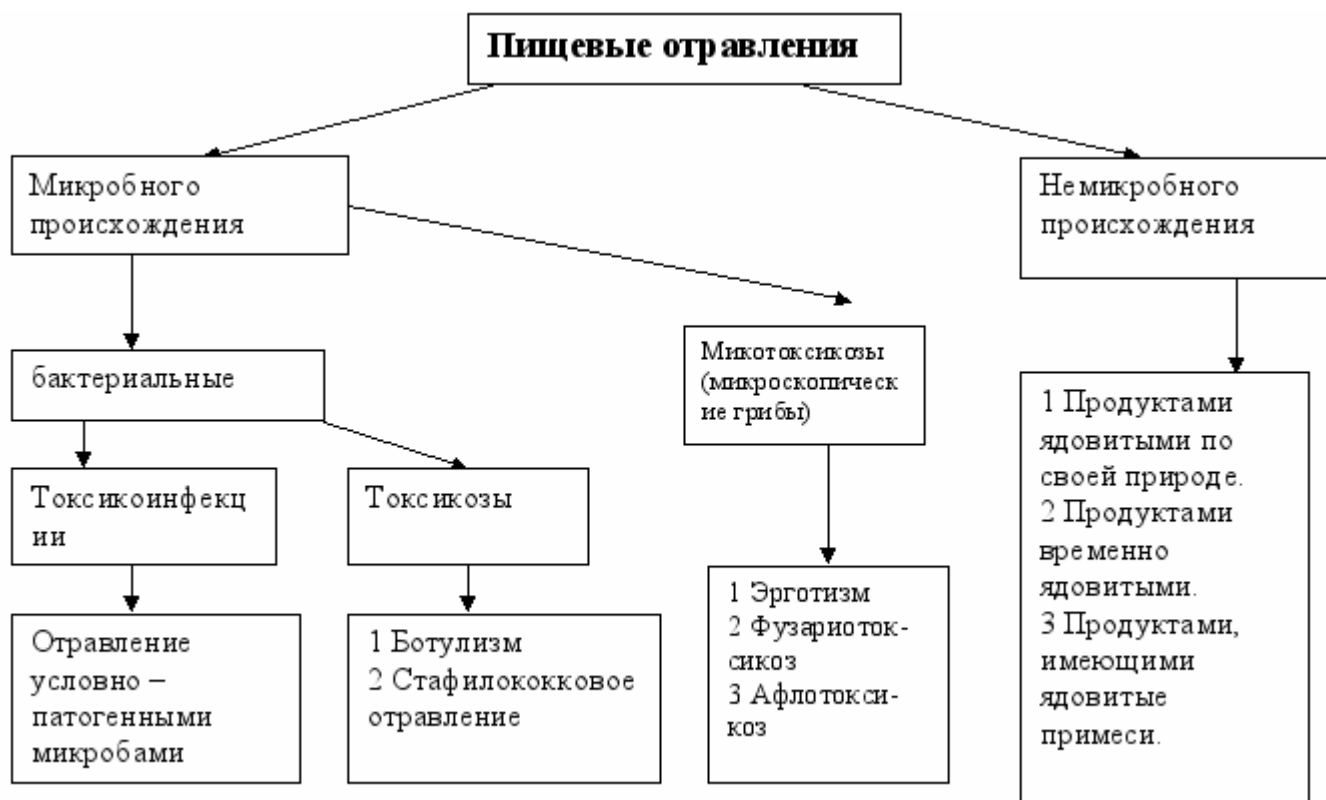 Пищевые отравления
Микробного
происхождения
Немикробного
происхождения
бактериальные
Микотоксикозы
(микроскопическ
ие грибы)
Токсикоинфекц
ии
Токсикозы
Отравление
условно –
патогенными
микробами
1 Ботулизм
2 Стафилококковое
отравление
1 Эрготизм
2 Фузариоток-
сикоз
3 Афлотокси-
коз
1 Продуктами
ядовитыми по
своей природе.
2 Продуктами
временно
ядовитыми.
3 Продуктами,
имеющими
ядовитые
примеси.